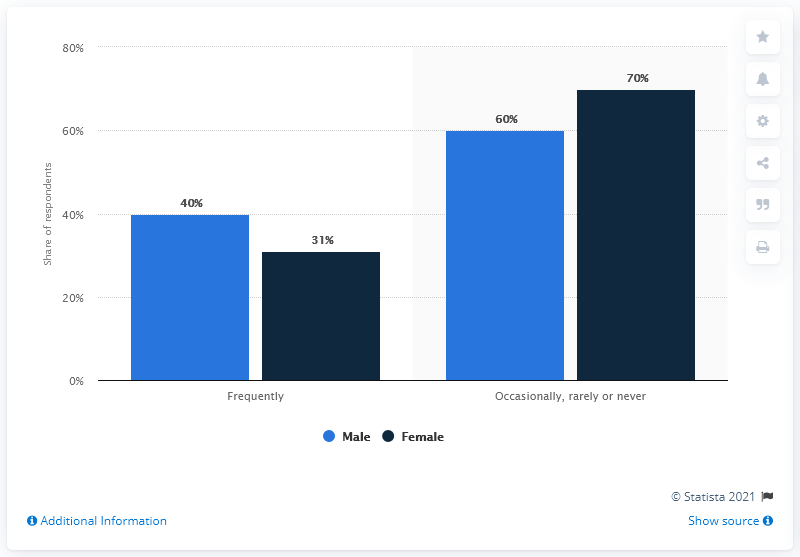 80%
60%
40%
20%
0%
Share of respondents
40%
31%
60%
70%
Frequently
Occasionally, rarely or never
Male
Female
© Statista 2021
Additional Information
Show source